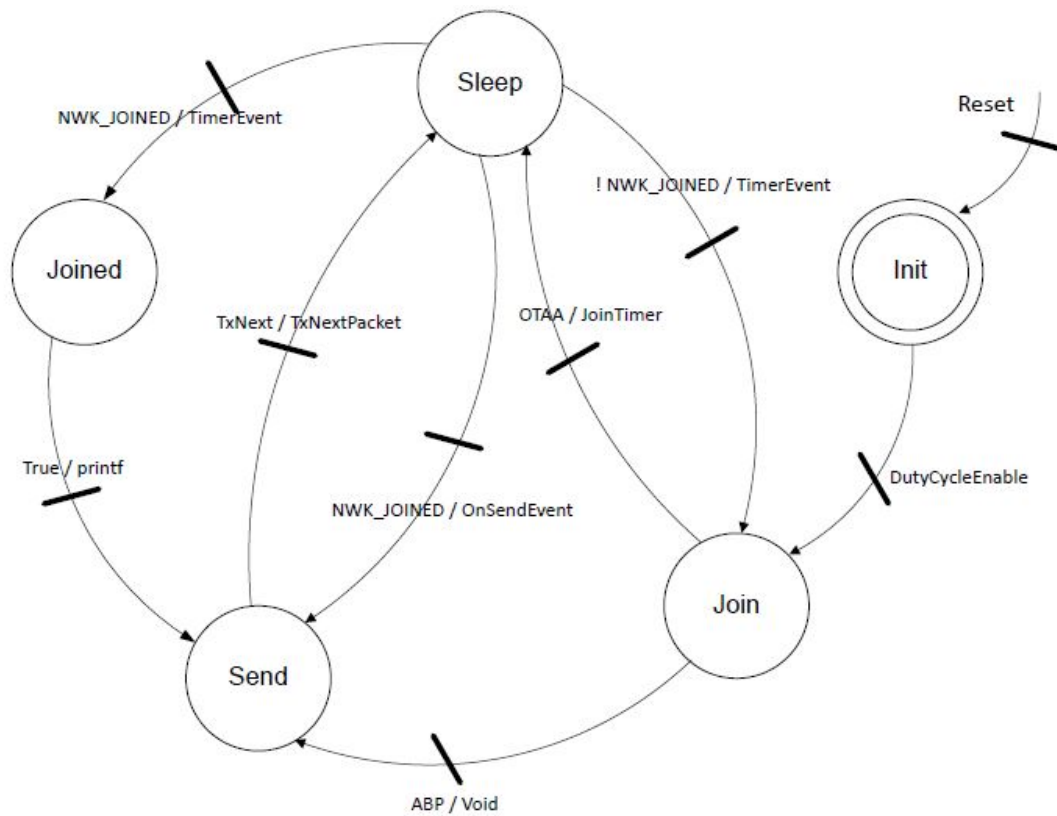 Sleep
Reset
NWK_JOINED / TimerEvent
! NWK_JOINED / TimerEvent
Joined
Init
TxNext / TxNextPacket
OTAA / JoinTimer
True / printf
DutyCycleEnable
NWK_JOINED / OnSendEvent
Join
Send
ABP / Void